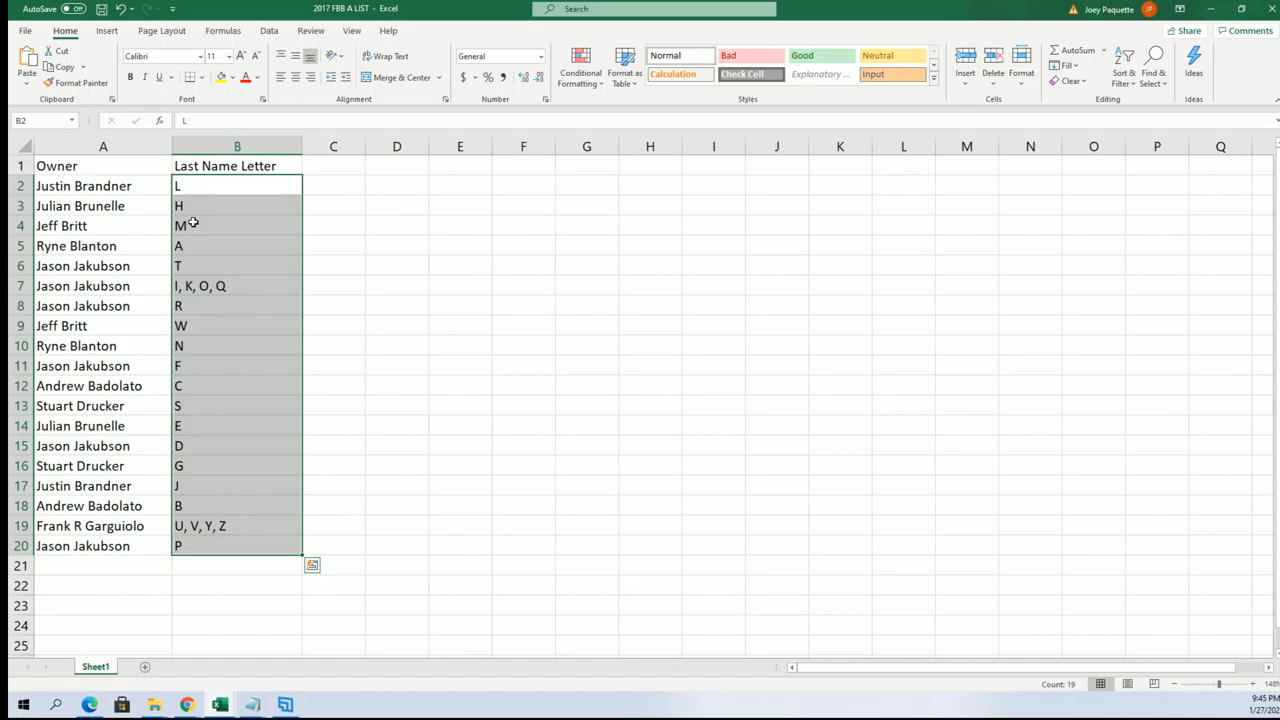 AutoSave Off 2017 FBB A LIST - Excel Search Joey Paquette JP
File Home Insert Page Layout Formulas Data Review View Help Share Comments
Paste Cut Copy Format Painter Clipboard
Calibri 11 B I U A Font
Wrap Text Merge & Center Alignment
General $ % Number
Conditional Formatting Format as Table Normal Bad Good Neutral
Calculation Check Cell Explanatory ... Input Styles
Insert Delete Format Cells
AutoSum Fill Clear Sort & Filter Find & Select Editing
Ideas Ideas
B2 fx L
A B C D E F G H I J K L M N O P Q
1 Owner Last Name Letter
2 Justin Brandner L
3 Julian Brunelle H
4 Jeff Britt M
5 Ryne Blanton A
6 Jason Jakubson T
7 Jason Jakubson I, K, O, Q
8 Jason Jakubson R
9 Jeff Britt W
10 Ryne Blanton N
11 Jason Jakubson F
12 Andrew Badolato C
13 Stuart Drucker S
14 Julian Brunelle E
15 Jason Jakubson D
16 Stuart Drucker G
17 Justin Brandner J
18 Andrew Badolato B
19 Frank R Garguiolo U, V, Y, Z
20 Jason Jakubson P
21
22
23
24
25
Sheet1
Count: 19 148%
9:45 PM
1/27/202